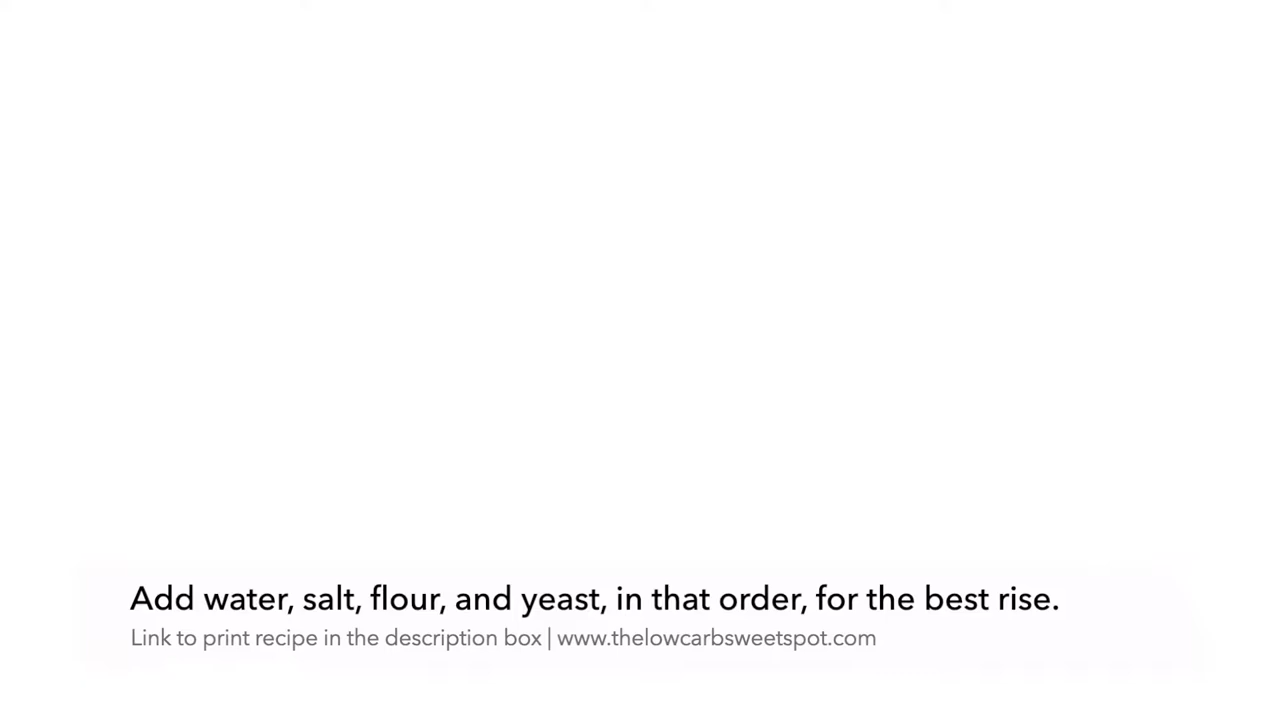 Add water, salt, flour, and yeast, in that order, for the best rise.
Link to print recipe in the description box | www.thelowcarbsweetspot.com